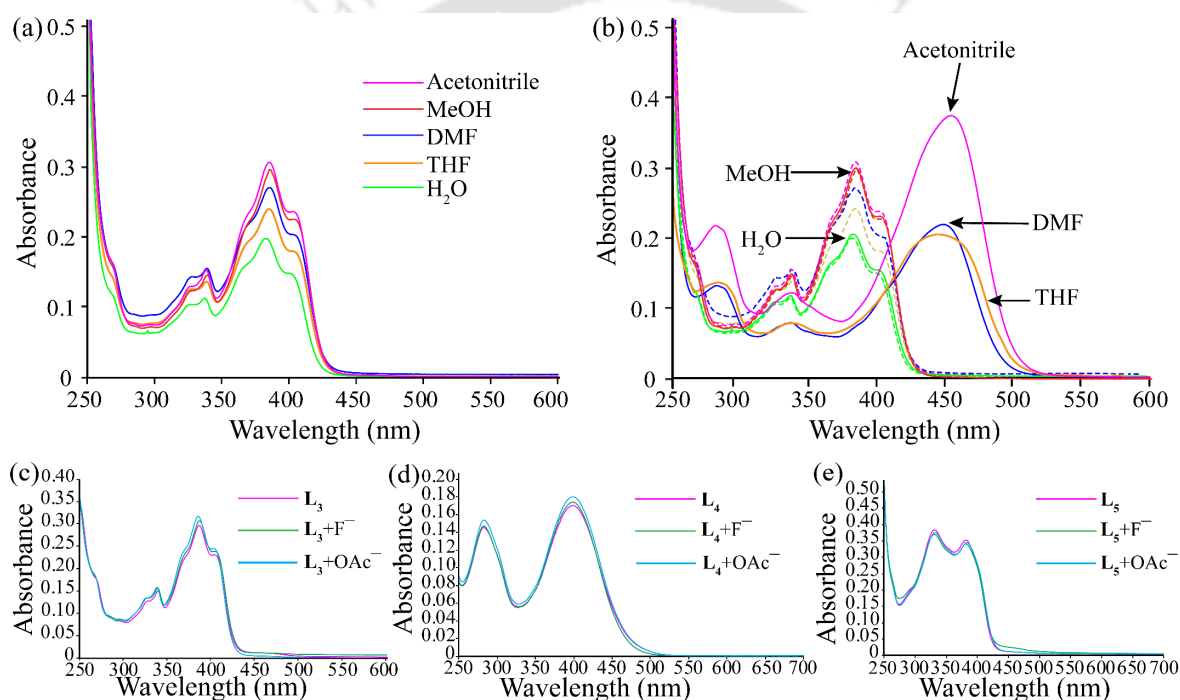 (a)
0.5
0.4
0.3
0.2
0.1
0
Absorbance
250 300 350 400 450 500 550 600
Wavelength (nm)
Acetonitrile
MeOH
DMF
THF
H₂O
(b)
0.5
0.4
0.3
0.2
0.1
0
Absorbance
250 300 350 400 450 500 550 600
Wavelength (nm)
Acetonitrile
MeOH
H₂O
DMF
THF
(c)
0.40
0.35
0.30
0.25
0.20
0.15
0.10
0.05
0
Absorbance
250 300 350 400 450 500 550 600
Wavelength (nm)
L₃
L₃+F⁻
L₃+OAc⁻
(d)
0.20
0.18
0.16
0.14
0.12
0.10
0.08
0.06
0.04
0.02
0
Absorbance
250 300 350 400 450 500 550 600 700
Wavelength (nm)
L₄
L₄+F⁻
L₄+OAc⁻
(e)
0.50
0.45
0.40
0.35
0.30
0.25
0.20
0.15
0.10
0.05
0
Absorbance
250 300 350 400 450 500 550 600 700
Wavelength (nm)
L₅
L₅+F⁻
L₅+OAc⁻